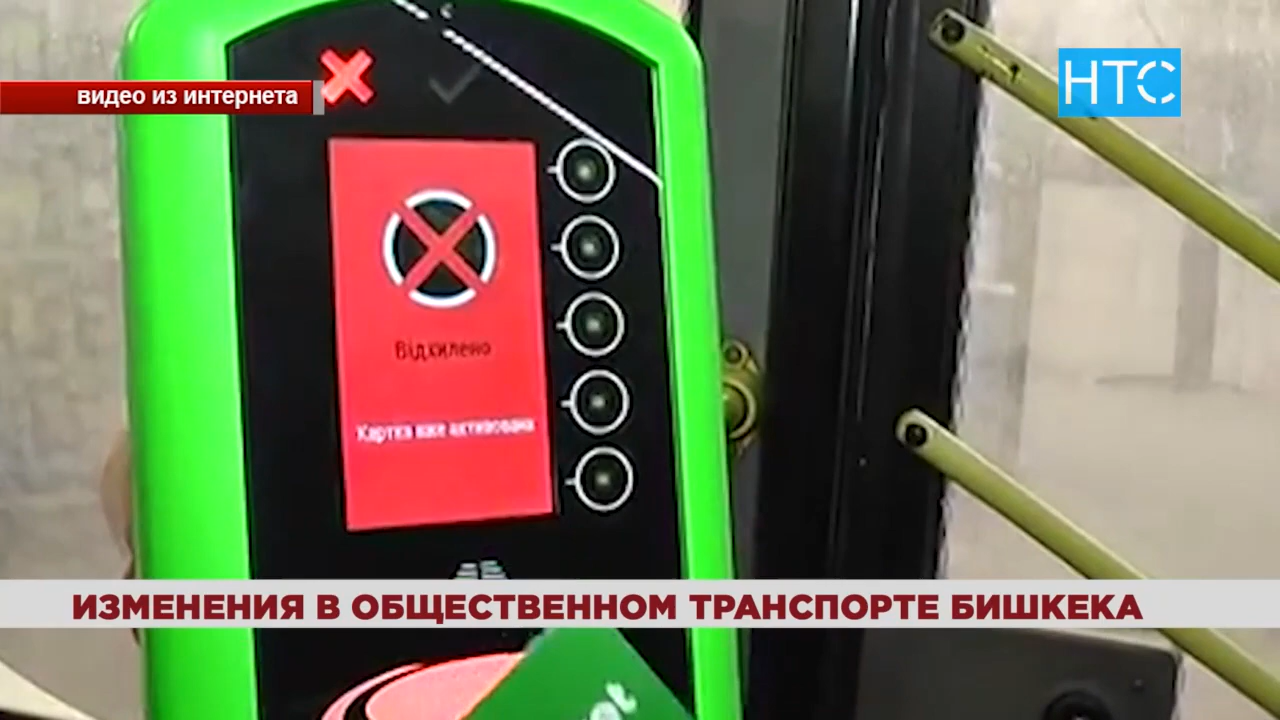 видео из интернета
НТС
Відхилено
Картка вже активована
ИЗМЕНЕНИЯ В ОБЩЕСТВЕННОМ ТРАНСПОРТЕ БИШКЕКА